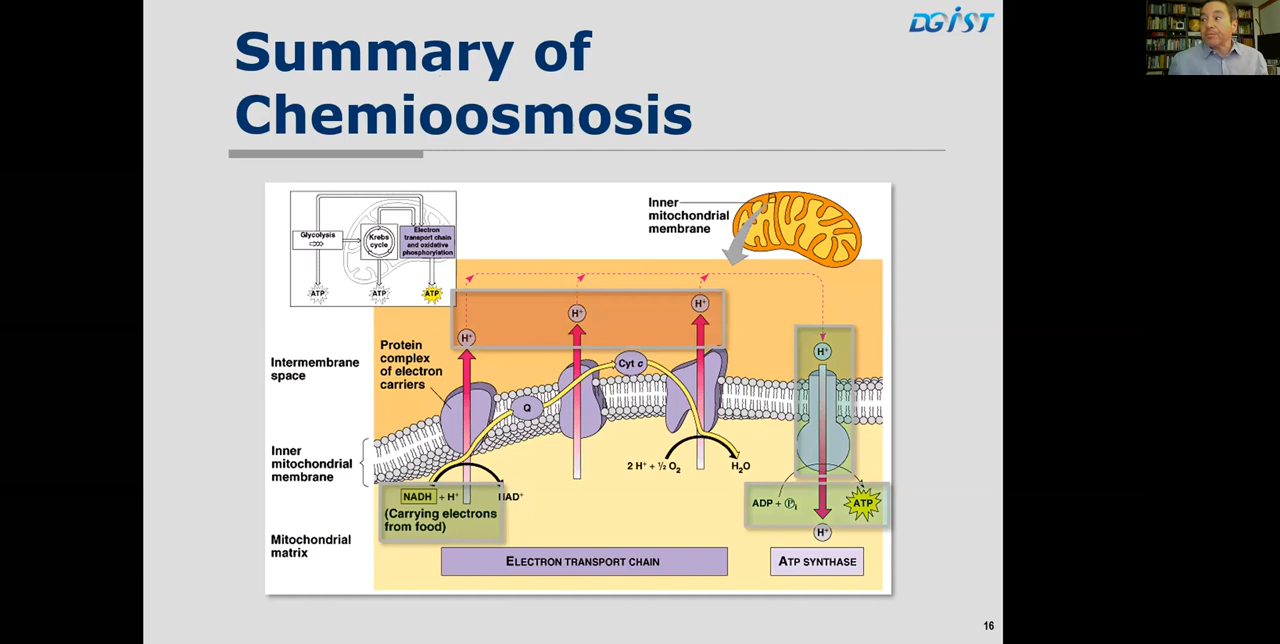 DGIST
Summary of
Chemioosmosis
Glycolysis
Krebs
cycle
Electron
transport chain
and oxidative
phosphorylation
ATP
ATP
ATP
Inner
mitochondrial
membrane
H+
H+
H+
H+
Protein
complex
of electron
carriers
Intermembrane
space
Cyt c
Q
Inner
mitochondrial
membrane
2 H+ + ½ O2
H2O
NADH + H+
NAD+
(Carrying electrons
from food)
ADP + Pi
ATP
H+
Mitochondrial
matrix
ELECTRON TRANSPORT CHAIN
ATP SYNTHASE
16